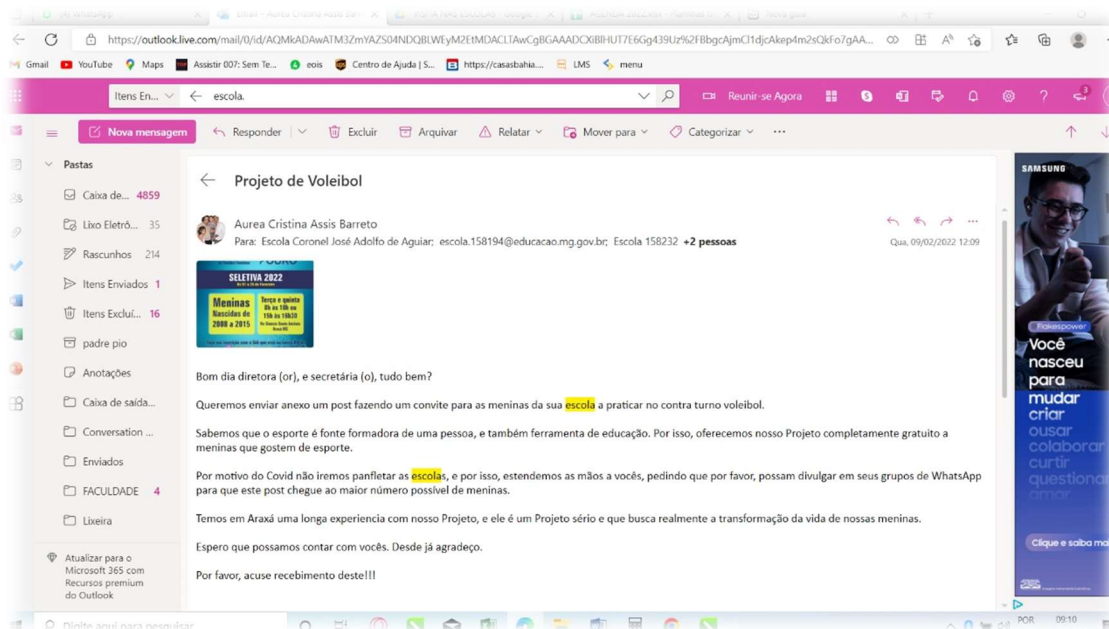 https://outlook.live.com/mail/0/id/
Gmail YouTube Maps Assistir 007: Sem Te... eois Centro de Ajuda | S... https://casasbahia.... LMS menu
Itens En... escola. Reunir-se Agora 3
Nova mensagem Responder Excluir Arquivar Relatar Mover para Categorizar ...
Pastas
Caixa de... 4859
Lixo Eletrô... 35
Rascunhos 214
Itens Enviados 1
Itens Excluí... 16
padre pio
Anotações
Caixa de saída...
Conversation ...
Enviados
FACULDADE 4
Lixeira
Atualizar para o
Microsoft 365 com
Recursos premium
do Outlook
Projeto de Voleibol
Aurea Cristina Assis Barreto
Para: Escola Coronel José Adolfo de Aguiar; escola.158194@educacao.mg.gov.br; Escola 158232 +2 pessoas
Qua, 09/02/2022 12:09
SELETIVA 2022
Meninas
Nascidas de
2008 a 2015
Terça e quinta
Bom dia diretora (or), e secretária (o), tudo bem?
Queremos enviar anexo um post fazendo um convite para as meninas da sua escola a praticar no contra turno voleibol.
Sabemos que o esporte é fonte formadora de uma pessoa, e também ferramenta de educação. Por isso, oferecemos nosso Projeto completamente gratuito a
meninas que gostem de esporte.
Por motivo do Covid não iremos panfletar as escolas, e por isso, estendemos as mãos a vocês, pedindo que por favor, possam divulgar em seus grupos de WhatsApp
para que este post chegue ao maior número possível de meninas.
Temos em Araxá uma longa experiencia com nosso Projeto, e ele é um Projeto sério e que busca realmente a transformação da vida de nossas meninas.
Espero que possamos contar com vocês. Desde já agradeço.
Por favor, acuse recebimento deste!!!
SAMSUNG
Você
nasceu
para
mudar
criar
ousar
colaborar
curtir
questionar
amar
Clique e saiba
Digite aqui para pesquisar
POR 09:10